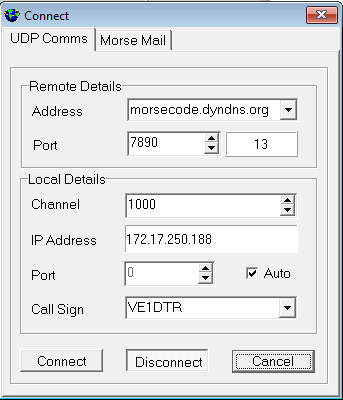 Connect
UDP Comms Morse Mail
Remote Details
Address morsecode.dyndns.org
Port 7890 13
Local Details
Channel 1000
IP Address 172.17.250.188
Port 0 Auto
Call Sign VE1DTR
Connect Disconnect Cancel